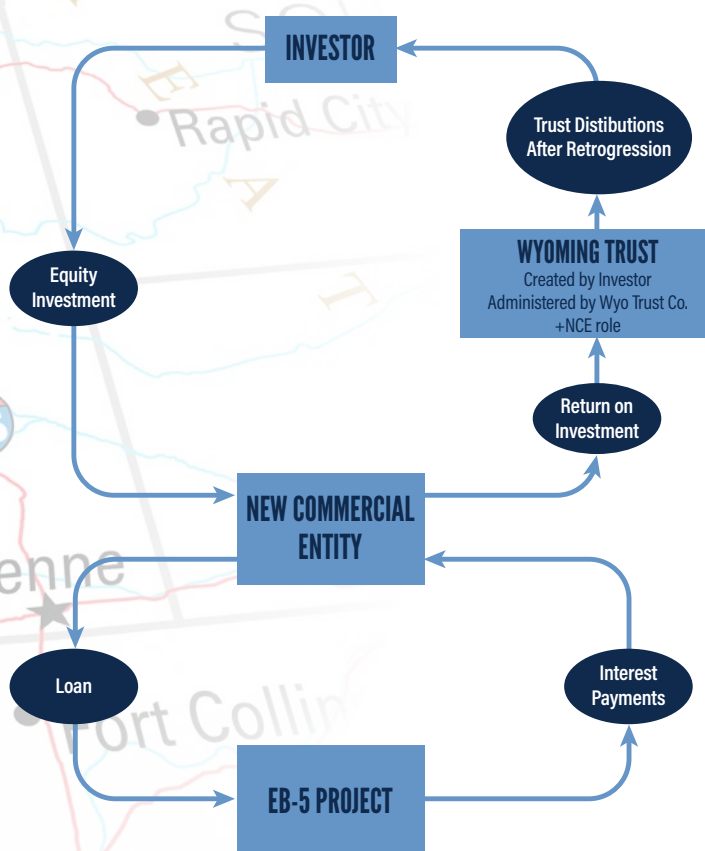 INVESTOR
Rapid City
Trust Distibutions
After Retrogression
WYOMING TRUST
Created by Investor
Administered by Wyo Trust Co.
+NCE role
Equity
Investment
Return on
Investment
NEW COMMERCIAL
ENTITY
enne
Loan
Interest
Payments
Fort Collin
EB-5 PROJECT